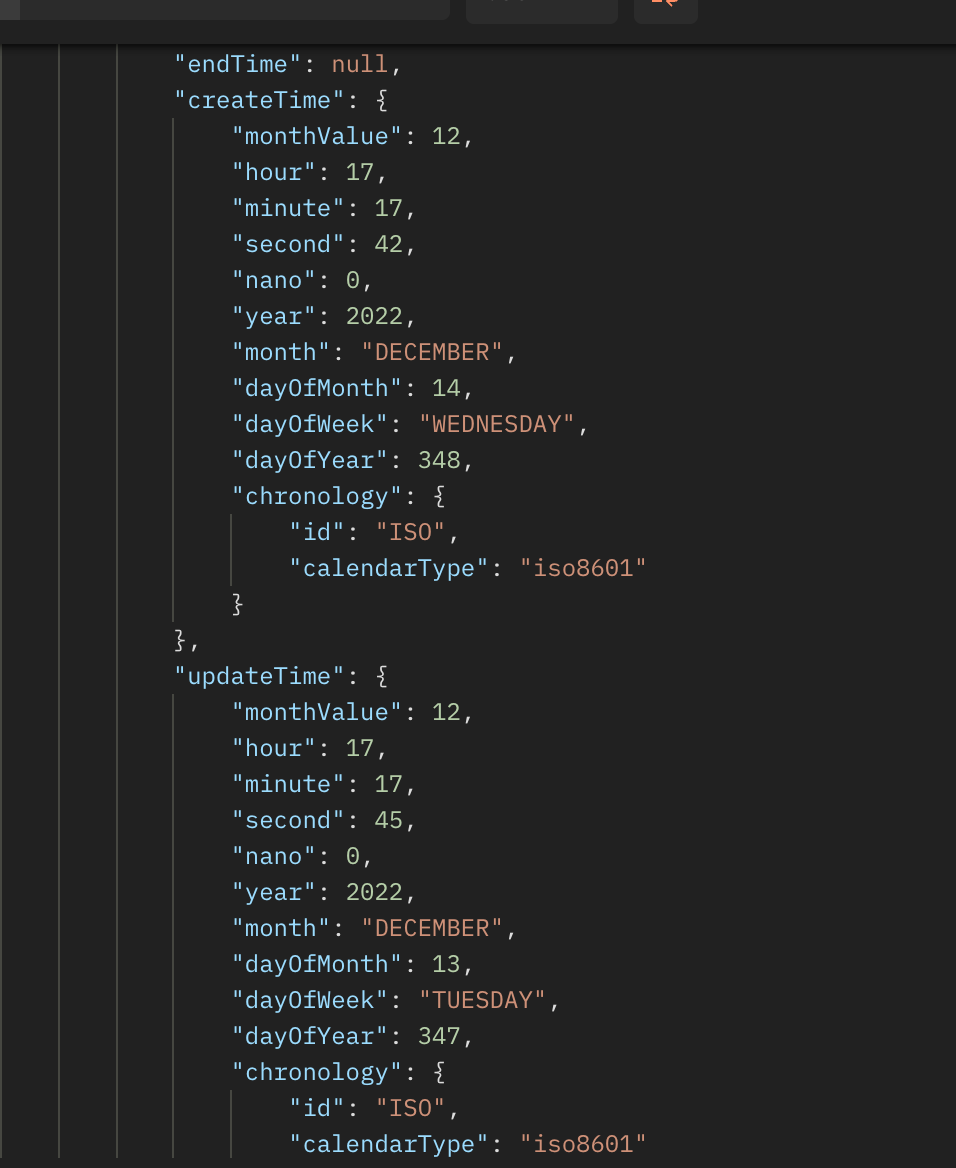 "endTime": null,
"createTime": {
"monthValue": 12,
"hour": 17,
"minute": 17,
"second": 42,
"nano": 0,
"year": 2022,
"month": "DECEMBER",
"dayOfMonth": 14,
"dayOfWeek": "WEDNESDAY",
"dayOfYear": 348,
"chronology": {
"id": "ISO",
"calendarType": "iso8601"
}
},
"updateTime": {
"monthValue": 12,
"hour": 17,
"minute": 17,
"second": 45,
"nano": 0,
"year": 2022,
"month": "DECEMBER",
"dayOfMonth": 13,
"dayOfWeek": "TUESDAY",
"dayOfYear": 347,
"chronology": {
"id": "ISO",
"calendarType": "iso8601"